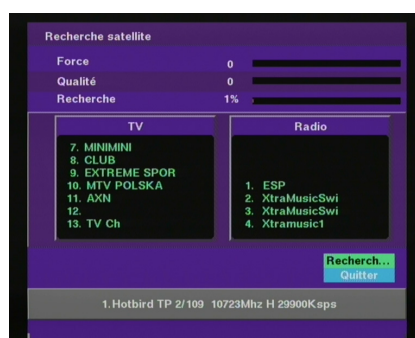 Recherche satellite
Force 0
Qualité 0
Recherche 1%
TV
7. MINIMINI
8. CLUB
9. EXTREME SPOR
10. MTV POLSKA
11. AXN
12.
13. TV Ch
Radio
1. ESP
2. XtraMusicSwi
3. XtraMusicSwi
4. Xtramusic1
Recherch...
Quitter
1.Hotbird TP 2/109 10723Mhz H 29900Ksps